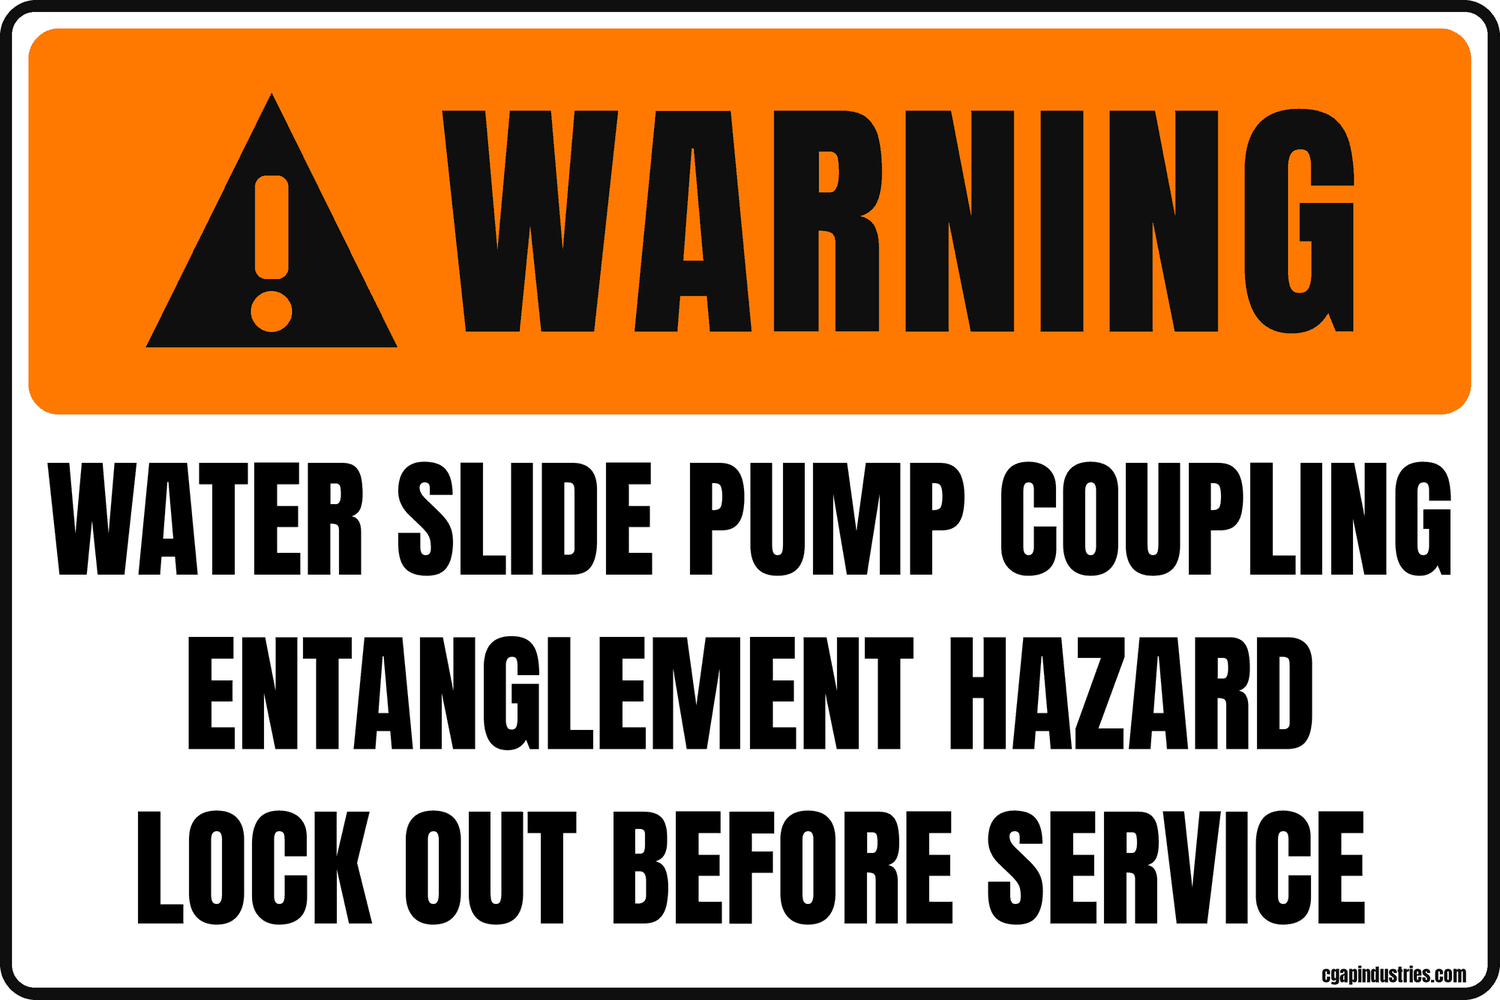 WARNING
WATER SLIDE PUMP COUPLING
ENTANGLEMENT HAZARD
LOCK OUT BEFORE SERVICE
cgapindustries.com